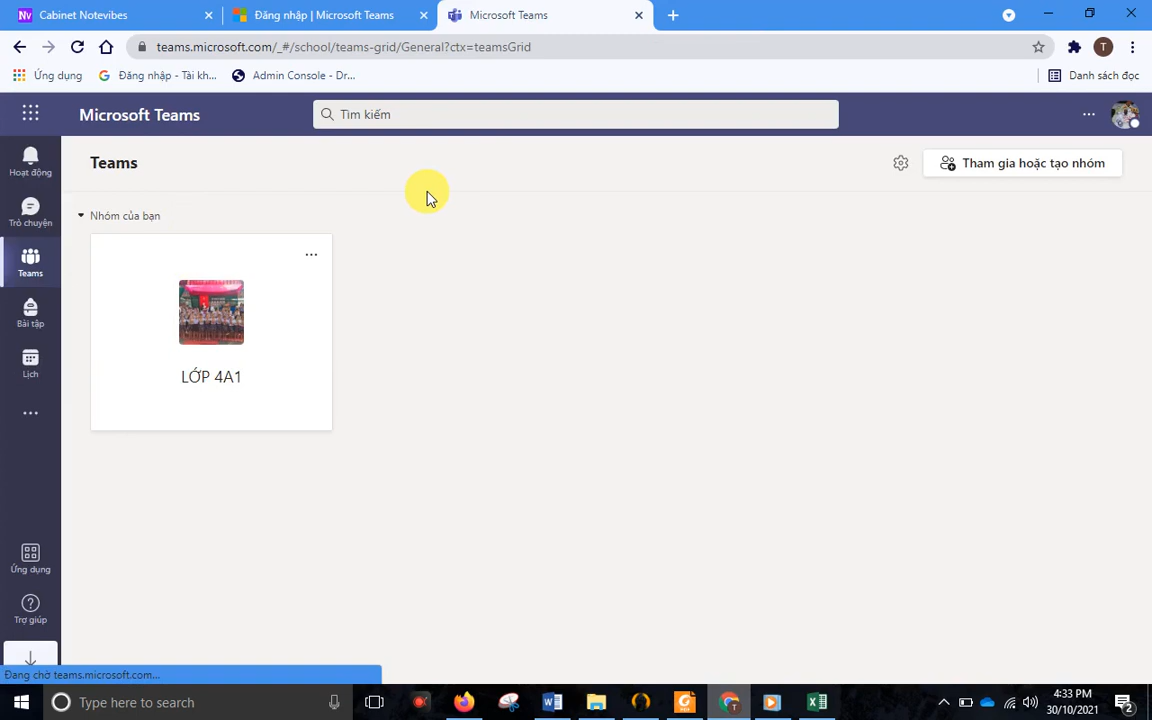 Cabinet Notevibes
Đăng nhập | Microsoft Teams
Microsoft Teams
teams.microsoft.com/_#/school/teams-grid/General?ctx=teamsGrid
T
Ứng dụng
Đăng nhập - Tài kh...
Admin Console - Dr...
Danh sách đọc
Microsoft Teams
Tìm kiếm
Hoạt động
Trò chuyện
Teams
Bài tập
Lịch
Ứng dụng
Trợ giúp
Teams
Tham gia hoặc tạo nhóm
Nhóm của bạn
LỚP 4A1
Đang chờ teams.microsoft.com...
Type here to search
4:33 PM
30/10/2021
2